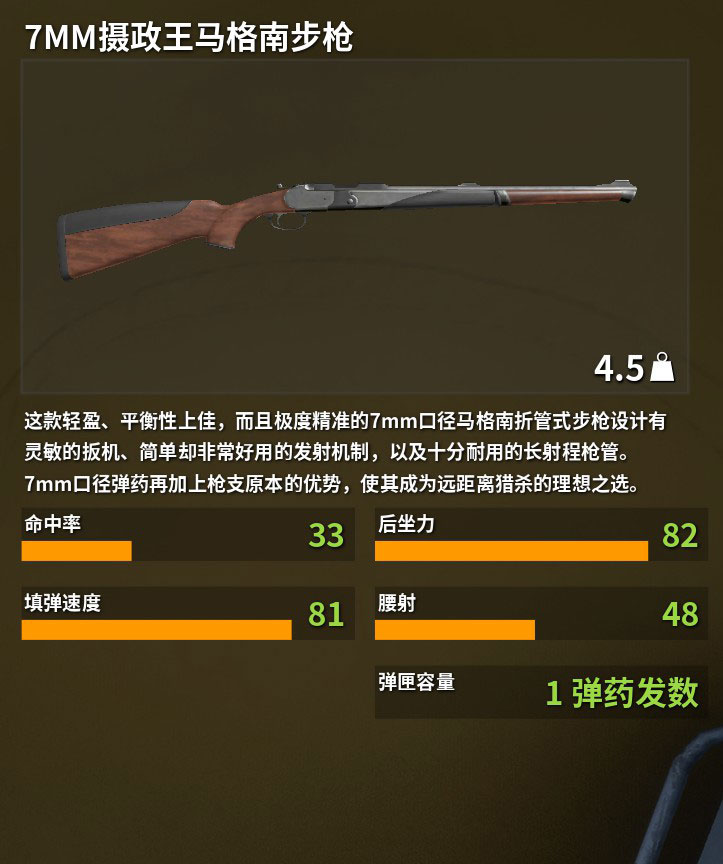 7MM摄政王马格南步枪
4.5
这款轻盈、平衡性上佳，而且极度精准的7mm口径马格南折管式步枪设计有
灵敏的扳机、简单却非常好用的发射机制，以及十分耐用的长射程枪管。
7mm口径弹药再加上枪支原本的优势，使其成为远距离猎杀的理想之选。
命中率 33
后坐力 82
填弹速度 81
腰射 48
弹匣容量 1 弹药发数